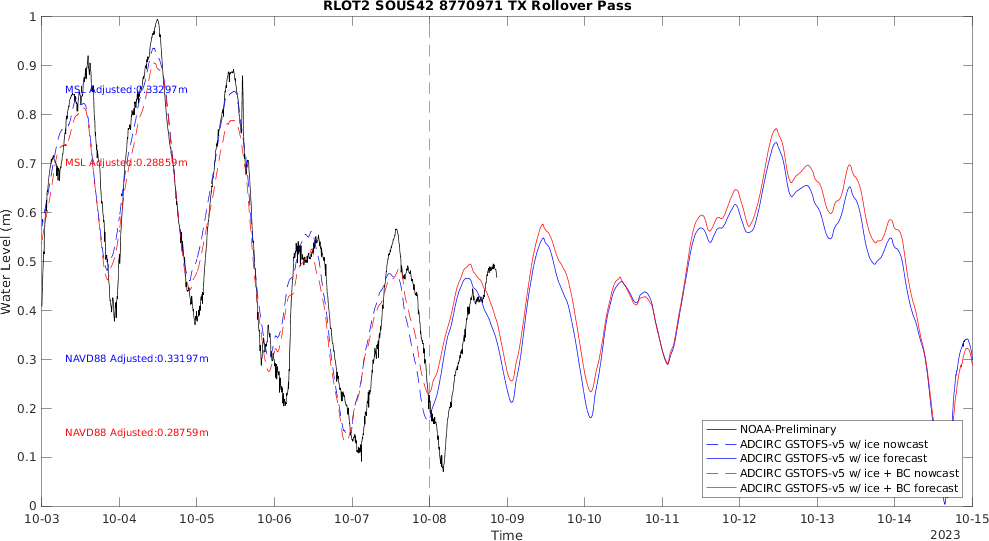 RLOT2 SOUS42 8770971 TX Rollover Pass
1
0.9
MSL Adjusted:0.33297m
0.8
0.7
MSL Adjusted:0.28859m
0.6
0.5
0.4
0.3
NAVD88 Adjusted:0.33197m
0.2
NAVD88 Adjusted:0.28759m
0.1
0
Water Level (m)
NOAA-Preliminary
ADCIRC GSTOFS-v5 w/ ice nowcast
ADCIRC GSTOFS-v5 w/ ice forecast
ADCIRC GSTOFS-v5 w/ ice + BC nowcast
ADCIRC GSTOFS-v5 w/ ice + BC forecast
10-03 10-04 10-05 10-06 10-07 10-08 10-09 10-10 10-11 10-12 10-13 10-14 10-15
Time
2023